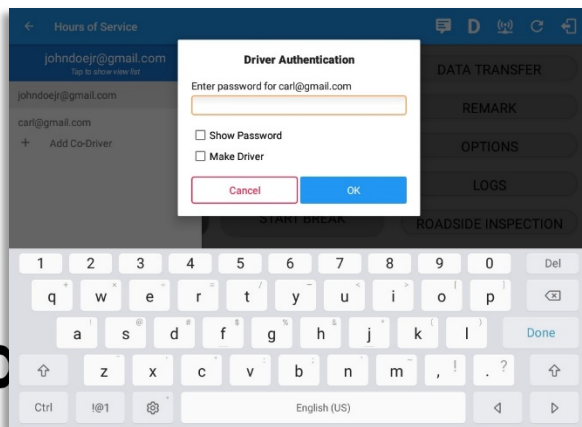 Hours of Service
D
johndoejr@gmail.com
Tap to show view list
johndoejr@gmail.com
carl@gmail.com
+ Add Co-Driver
Driver Authentication
Enter password for carl@gmail.com
Show Password
Make Driver
Cancel
OK
START BREAK
DATA TRANSFER
REMARK
OPTIONS
LOGS
ROADSIDE INSPECTION
1 2 3 4 5 6 7 8 9 0 Del
q w e r t y u i o p
a s d f g h j k l Done
z x c v b n m , ! . ?
Ctrl !@1 English (US)